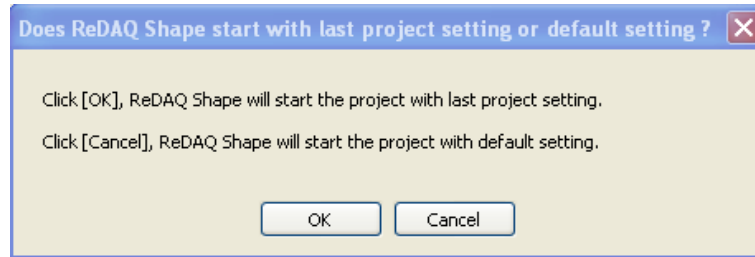 Does ReDAQ Shape start with last project setting or default setting ?
Click [OK], ReDAQ Shape will start the project with last project setting.
Click [Cancel], ReDAQ Shape will start the project with default setting.
OK
Cancel